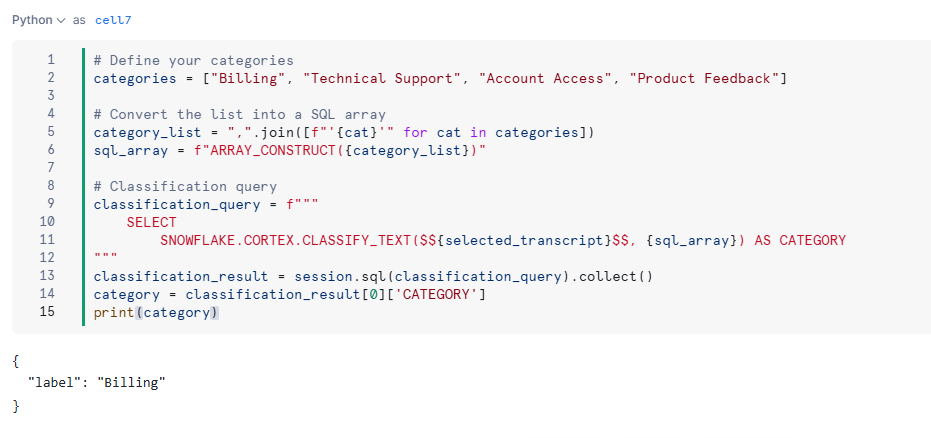 Python as cell7
1 # Define your categories
2 categories = ["Billing", "Technical Support", "Account Access", "Product Feedback"]
3
4 # Convert the list into a SQL array
5 category_list = ",".join([f"'{cat}'" for cat in categories])
6 sql_array = f"ARRAY_CONSTRUCT({category_list})"
7
8 # Classification query
9 classification_query = f"""
10     SELECT
11         SNOWFLAKE.CORTEX.CLASSIFY_TEXT($${selected_transcript}$$, {sql_array}) AS CATEGORY
12 """
13 classification_result = session.sql(classification_query).collect()
14 category = classification_result[0]['CATEGORY']
15 print(category)
{
  "label": "Billing"
}